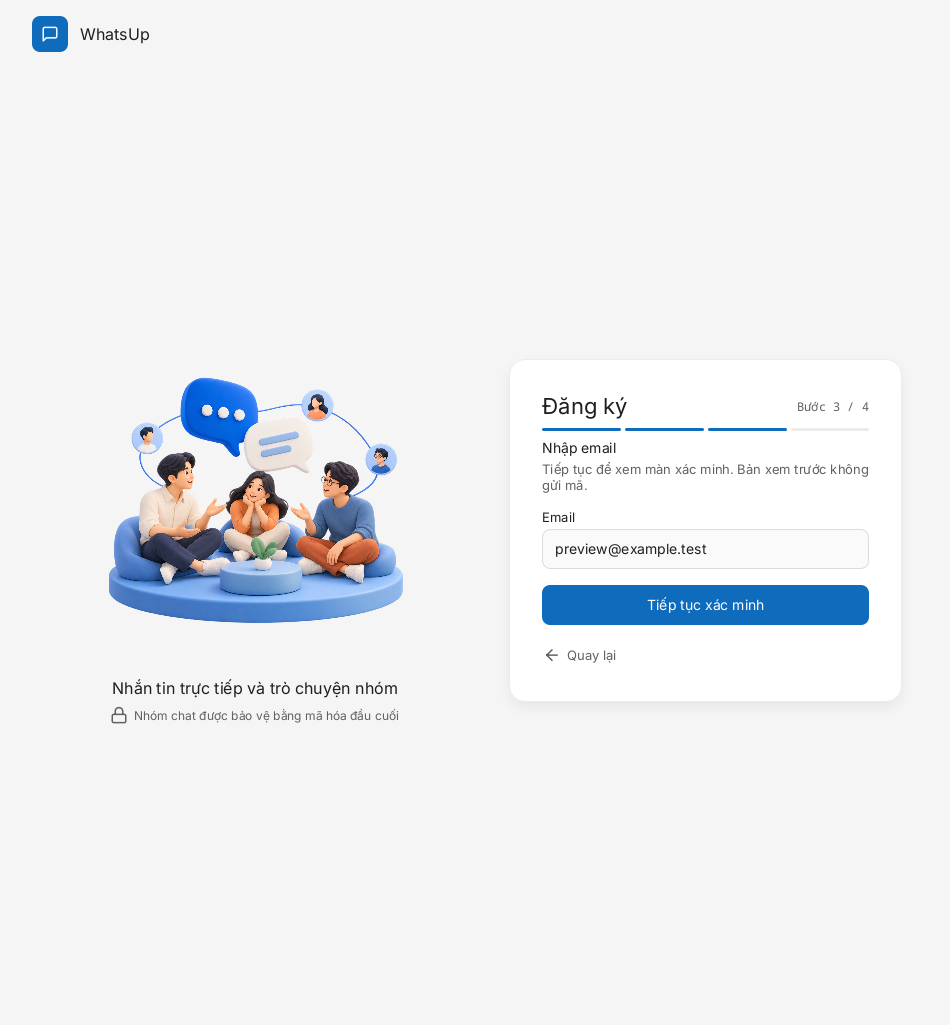 WhatsUp
Đăng ký
Bước 3 / 4
Nhập email
Tiếp tục để xem màn xác minh. Bản xem trước không
gửi mã.
Email
preview@example.test
Tiếp tục xác minh
Quay lại
Nhắn tin trực tiếp và trò chuyện nhóm
Nhóm chat được bảo vệ bằng mã hóa đầu cuối